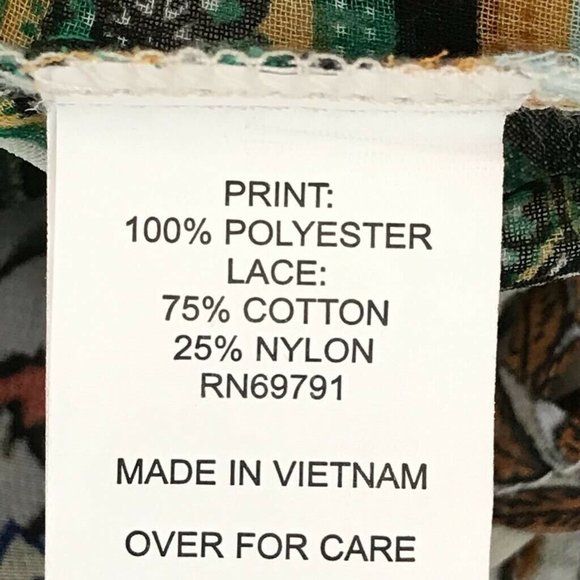 PRINT:
100% POLYESTER
LACE:
75% COTTON
25% NYLON
RN69791
MADE IN VIETNAM
OVER FOR CARE